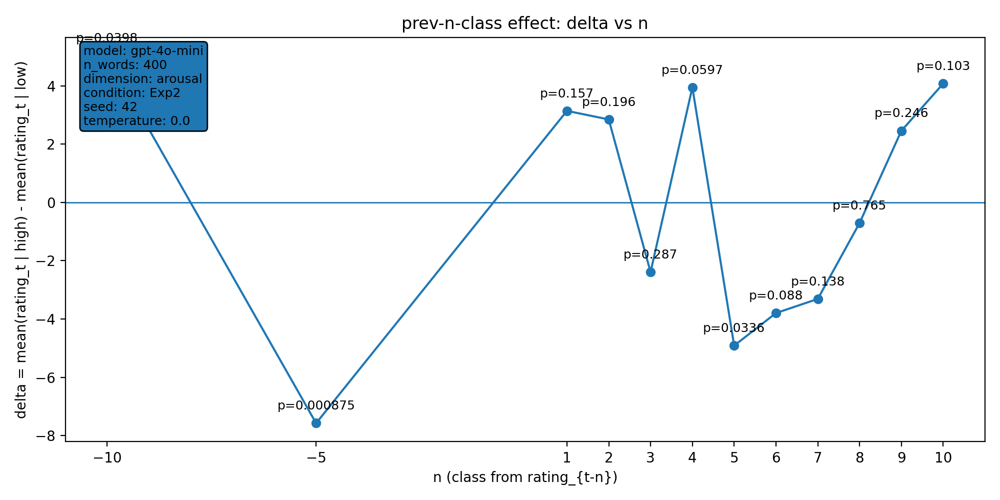 prev-n-class effect: delta vs n
p=0.0398
model: gpt-4o-mini
n_words: 400
dimension: arousal
condition: Exp2
seed: 42
temperature: 0.0
p=0.000875
p=0.157
p=0.196
p=0.287
p=0.0597
p=0.0336
p=0.088
p=0.138
p=0.765
p=0.246
p=0.103
delta = mean(rating_t | high) - mean(rating_t | low)
4
2
0
−2
−4
−6
−8
−10 −5 1 2 3 4 5 6 7 8 9 10
n (class from rating_{t-n})